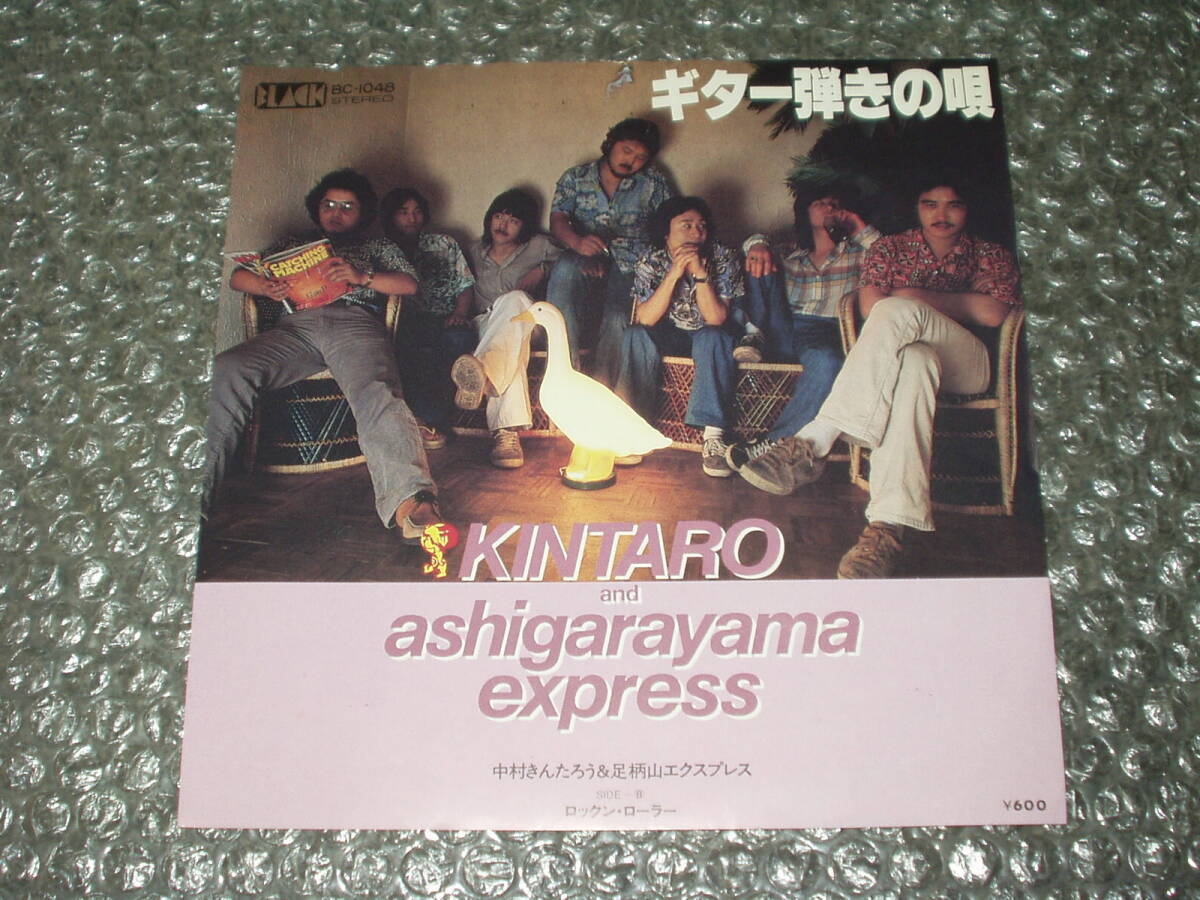 BLACK BC-1048
STEREO
ギター弾きの唄
CATCHING
MACHINE
KINTARO
and
ashigarayama
express
中村きんたろう&足柄山エクスプレス
SIDE-B
ロックン・ローラー
¥600